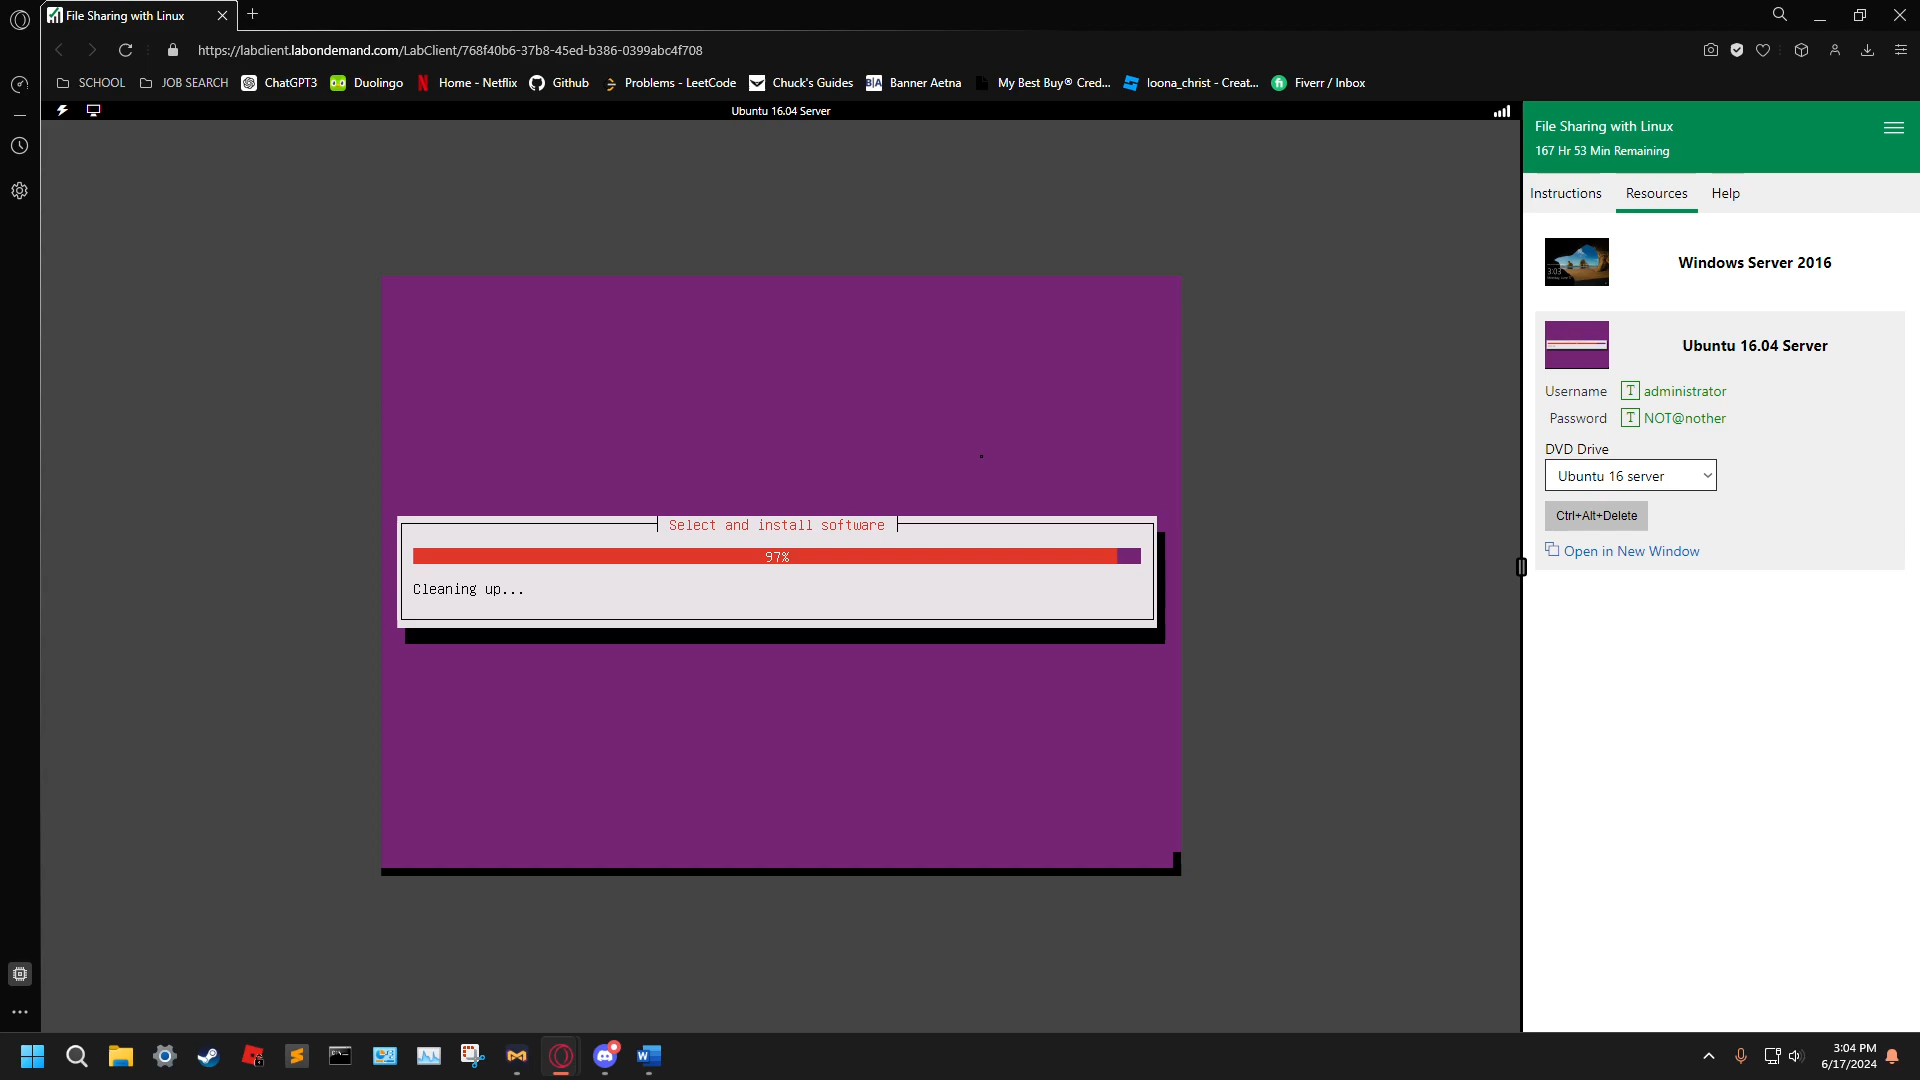 File Sharing with Linux
https://labclient.labondemand.com/LabClient/768f40b6-37b8-45ed-b386-0399abc4f708
SCHOOL
JOB SEARCH
ChatGPT3
Duolingo
Home - Netflix
Github
Problems - LeetCode
Chuck's Guides
B|A Banner Aetna
My Best Buy® Cred...
loona_christ - Creat...
fi Fiverr / Inbox
Ubuntu 16.04 Server
File Sharing with Linux
167 Hr 53 Min Remaining
Instructions
Resources
Help
Windows Server 2016
3:03
Ubuntu 16.04 Server
Username T administrator
Password T NOT@nother
DVD Drive
Ubuntu 16 server
Ctrl+Alt+Delete
Open in New Window
Select and install software
97%
Cleaning up...
3:04 PM
6/17/2024